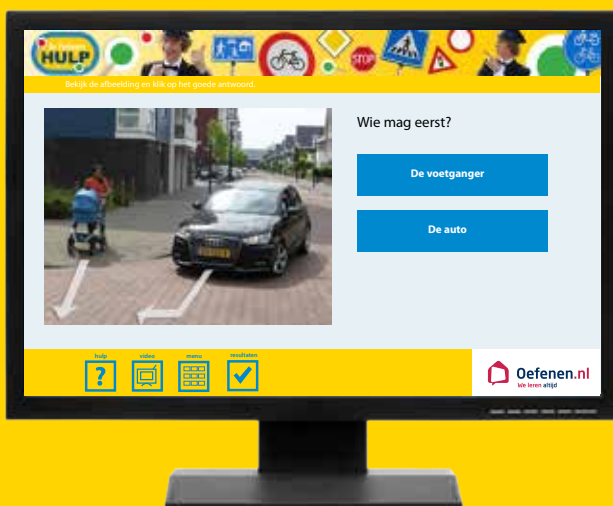 HULP
STOP
Bekijk de afbeelding en klik op het goede antwoord.
Wie mag eerst?
De voetganger
De auto
hulp
video
menu
resultaten
?
Oefenen.nl
We leren altijd